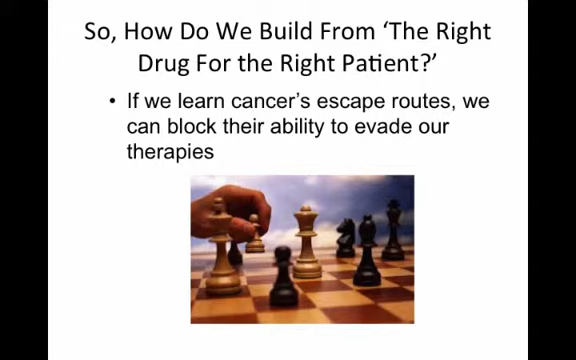 So, How Do We Build From ‘The Right
Drug For the Right Patient?’
• If we learn cancer’s escape routes, we
can block their ability to evade our
therapies